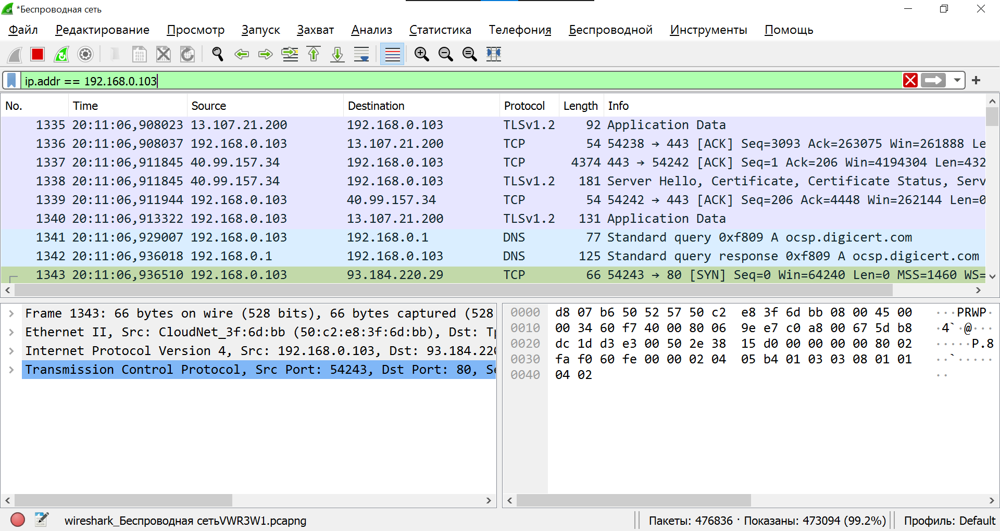 *Беспроводная сеть
Файл Редактирование Просмотр Запуск Захват Анализ Статистика Телефония Беспроводной Инструменты Помощь
ip.addr == 192.168.0.103
No. Time Source Destination Protocol Length Info
1335 20:11:06,908023 13.107.21.200 192.168.0.103 TLSv1.2 92 Application Data
1336 20:11:06,908037 192.168.0.103 13.107.21.200 TCP 54 54238 → 443 [ACK] Seq=3093 Ack=263075 Win=261888 Le
1337 20:11:06,911845 40.99.157.34 192.168.0.103 TCP 4374 443 → 54242 [ACK] Seq=1 Ack=206 Win=4194304 Len=432
1338 20:11:06,911845 40.99.157.34 192.168.0.103 TLSv1.2 181 Server Hello, Certificate, Certificate Status, Serv
1339 20:11:06,911944 192.168.0.103 40.99.157.34 TCP 54 54242 → 443 [ACK] Seq=206 Ack=4448 Win=262144 Len=0
1340 20:11:06,913322 192.168.0.103 13.107.21.200 TLSv1.2 131 Application Data
1341 20:11:06,929007 192.168.0.103 192.168.0.1 DNS 77 Standard query 0xf809 A ocsp.digicert.com
1342 20:11:06,936018 192.168.0.1 192.168.0.103 DNS 125 Standard query response 0xf809 A ocsp.digicert.com
1343 20:11:06,936510 192.168.0.103 93.184.220.29 TCP 66 54243 → 80 [SYN] Seq=0 Win=64240 Len=0 MSS=1460 WS=
Frame 1343: 66 bytes on wire (528 bits), 66 bytes captured (528
Ethernet II, Src: CloudNet_3f:6d:bb (50:c2:e8:3f:6d:bb), Dst: Tp
Internet Protocol Version 4, Src: 192.168.0.103, Dst: 93.184.220
Transmission Control Protocol, Src Port: 54243, Dst Port: 80, Se
0000 d8 07 b6 50 52 57 50 c2 e8 3f 6d bb 08 00 45 00 ···PRWP·
0010 00 34 60 f7 40 00 80 06 9e e7 c0 a8 00 67 5d b8 ·4`·@···
0020 dc 1d d3 e3 00 50 2e 38 15 d0 00 00 00 00 80 02 ·····P.8
0030 fa f0 60 fe 00 00 02 04 05 b4 01 03 03 08 01 01 ··`·····
0040 04 02 ··
wireshark_Беспроводная сетьVWR3W1.pcapng Пакеты: 476836 · Показаны: 473094 (99.2%) Профиль: Default